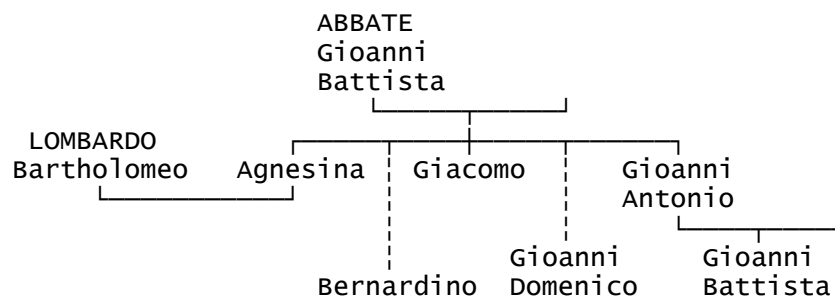 ABBATE
Gioanni
Battista
LOMBARDO
Bartholomeo Agnesina Giacomo Gioanni
Antonio
Gioanni Gioanni
Bernardino Domenico Battista